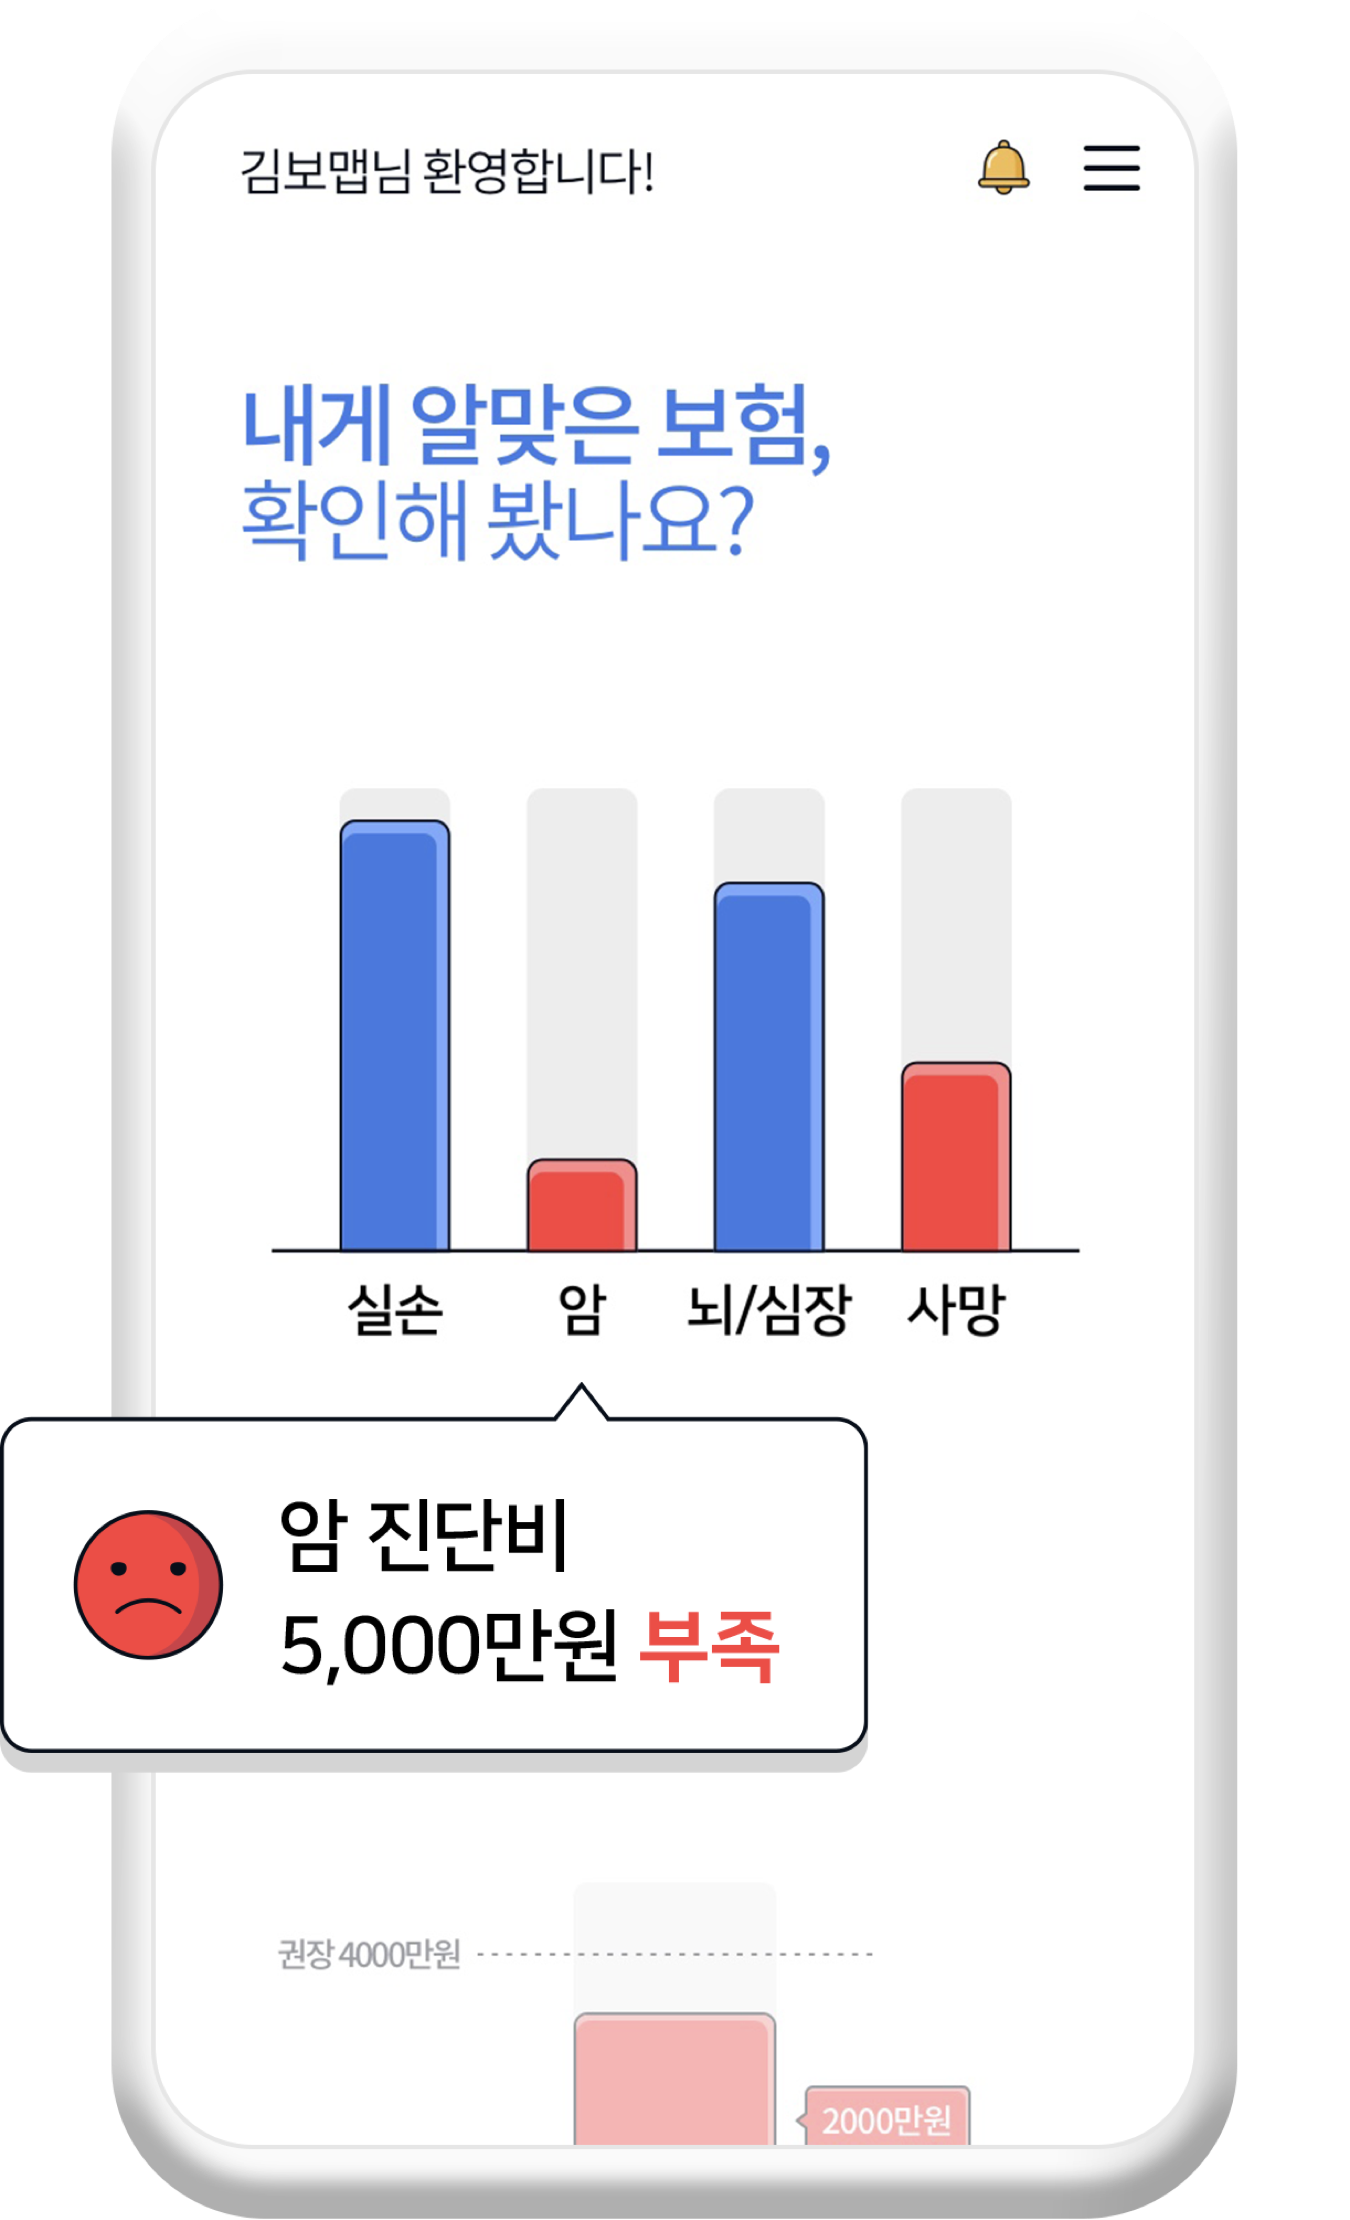 김보맵님 환영합니다!
내게 알맞은 보험,
확인해 봤나요?
실손 암 뇌/심장 사망
암 진단비
5,000만원 부족
권장 4000만원
2000만원